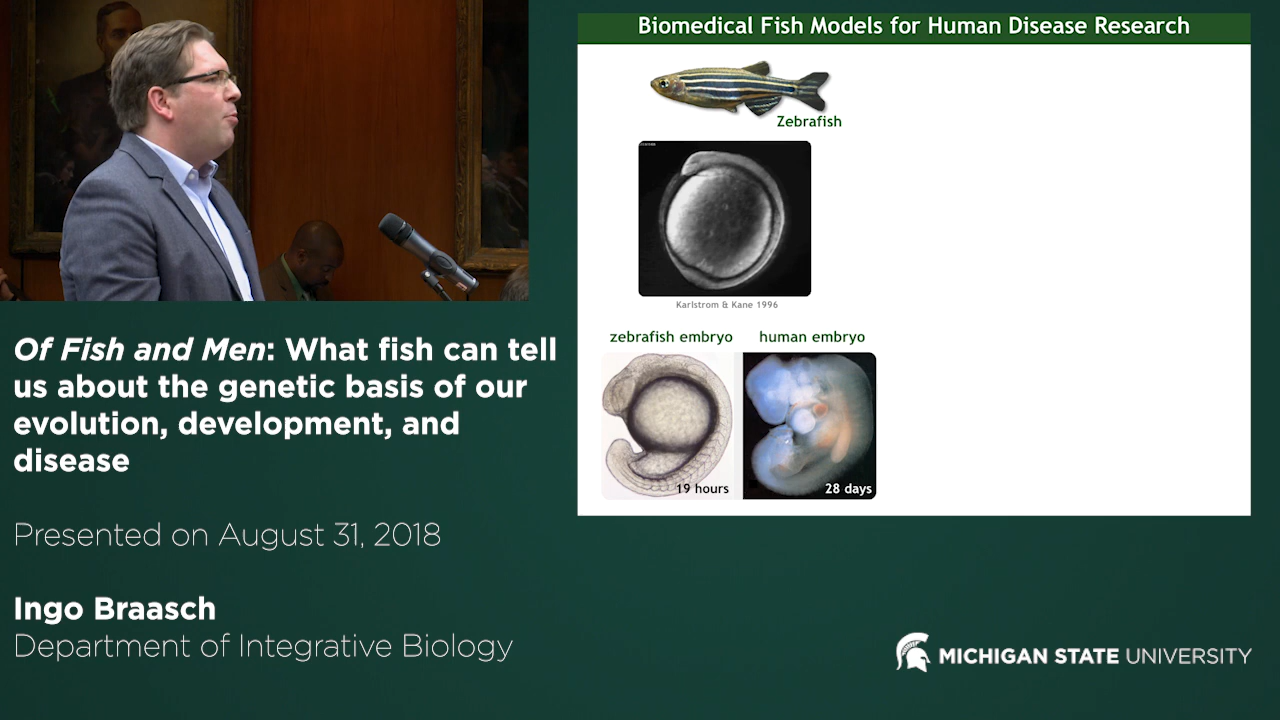 Biomedical Fish Models for Human Disease Research
Zebrafish
Karlstrom & Kane 1996
zebrafish embryo
human embryo
19 hours
28 days
Of Fish and Men: What fish can tell
us about the genetic basis of our
evolution, development, and
disease
Presented on August 31, 2018
Ingo Braasch
Department of Integrative Biology
MICHIGAN STATE UNIVERSITY